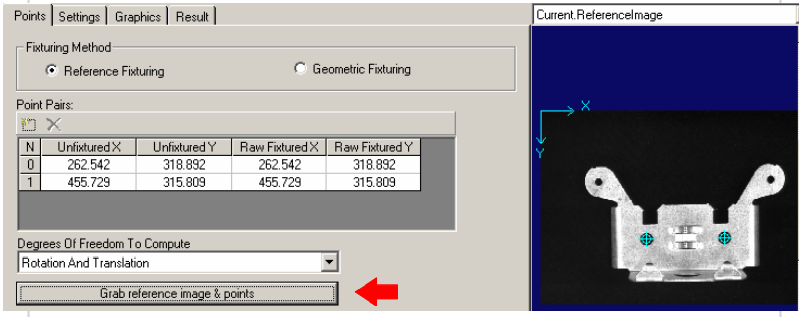 Points Settings Graphics Result
Current.ReferenceImage
Fixturing Method
Reference Fixturing Geometric Fixturing
Point Pairs:
N Unfixtured X Unfixtured Y Raw Fixtured X Raw Fixtured Y
0 262.542 318.892 262.542 318.892
1 455.729 315.809 455.729 315.809
Degrees Of Freedom To Compute
Rotation And Translation
Grab reference image & points
X
Y